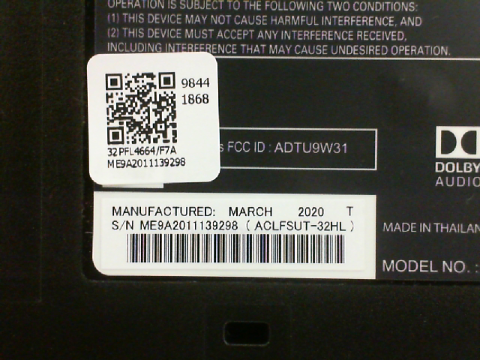 OPERATION IS SUBJECT TO THE FOLLOWING TWO CONDITIONS:
(1) THIS DEVICE MAY NOT CAUSE HARMFUL INTERFERENCE, AND
(2) THIS DEVICE MUST ACCEPT ANY INTERFERENCE RECEIVED,
INCLUDING INTERFERENCE THAT MAY CAUSE UNDESIRED OPERATION.
9844
1868
32PFL4664/F7A
ME9A2011139298
s FCC ID : ADTU9W31
DOLBY
AUDIO
MANUFACTURED: MARCH 2020 T
S/N ME9A2011139298 ( ACLFSUT-32HL )
MADE IN THAILAN
MODEL NO. :